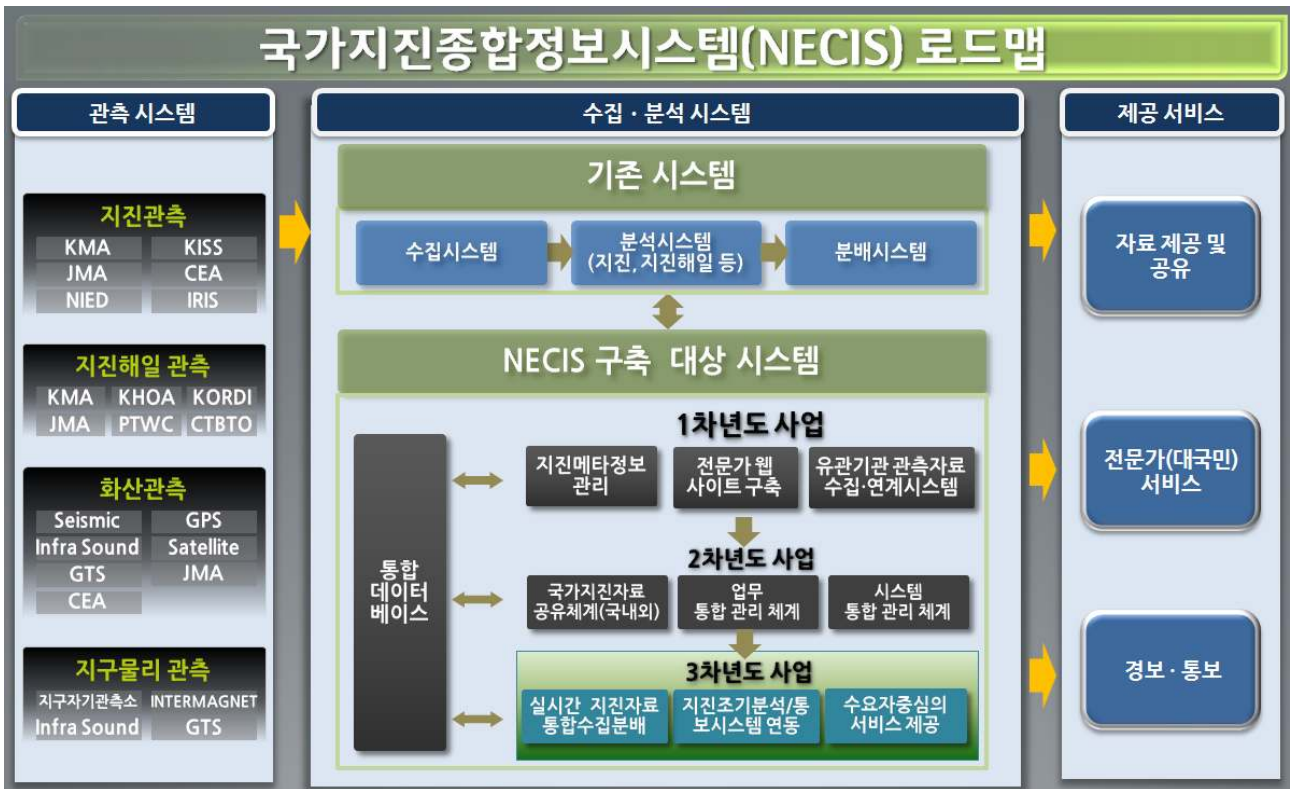 국가지진종합정보시스템(NECIS) 로드맵
관측 시스템
지진관측
KMA KISS
JMA CEA
NIED IRIS
지진해일 관측
KMA KHOA KORDI
JMA PTWC CTBTO
화산관측
Seismic GPS
Infra Sound Satellite
GTS JMA
CEA
지구물리 관측
지구자기관측소 INTERMAGNET
Infra Sound GTS
수집 · 분석 시스템
기존 시스템
수집시스템
분석시스템
(지진, 지진해일 등)
분배시스템
NECIS 구축 대상 시스템
통합
데이터
베이스
1차년도 사업
지진메타정보
관리
전문가 웹
사이트 구축
유관기관 관측자료
수집·연계시스템
2차년도 사업
국가지진자료
공유체계(국내외)
업무
통합 관리 체계
시스템
통합 관리 체계
3차년도 사업
실시간 지진자료
통합수집분배
지진조기분석/통
보시스템 연동
수요자중심의
서비스 제공
제공 서비스
자료 제공 및
공유
전문가(대국민)
서비스
경보 · 통보